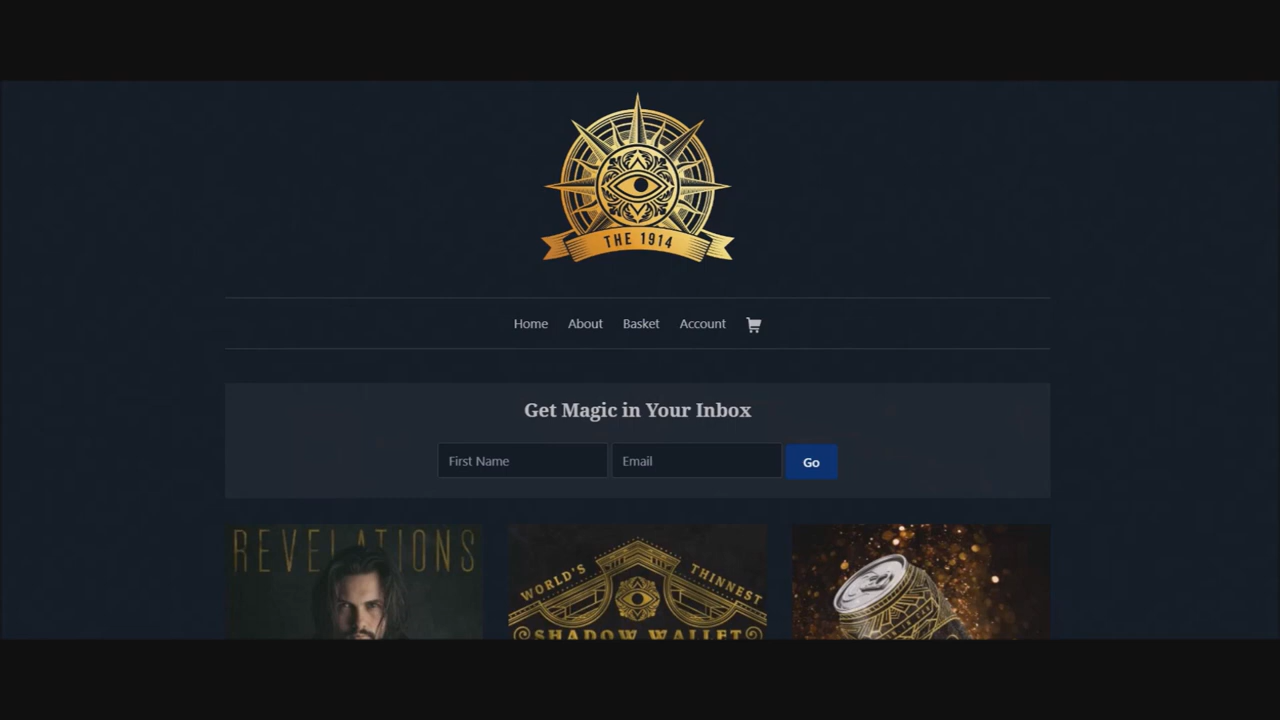 THE 1914
Home About Basket Account
Get Magic in Your Inbox
First Name Email Go
REVELATIONS
WORLD'S THINNEST
SHADOW WALLET